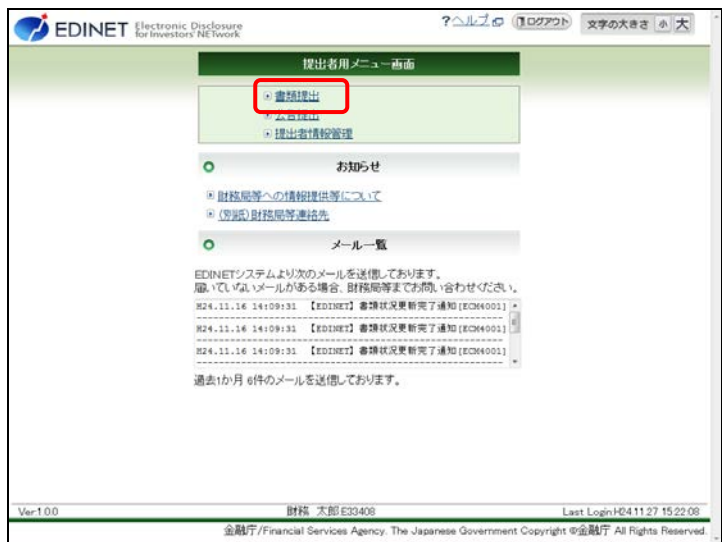 EDINET Electronic Disclosure for Investors' NETwork
?ヘルプ ログアウト 文字の大きさ 小 大
提出者用メニュー画面
書類提出
公告提出
提出者情報管理
お知らせ
財務局等への情報提供等について
(別紙)財務局等連絡先
メール一覧
EDINETシステムより次のメールを送信しております。
届いていないメールがある場合、財務局等までお問い合わせください。
H24.11.16 14:09:31 【EDINET】書類状況更新完了通知[ECM4001]
H24.11.16 14:09:31 【EDINET】書類状況更新完了通知[ECM4001]
H24.11.16 14:09:31 【EDINET】書類状況更新完了通知[ECM4001]
過去1か月 6件のメールを送信しております。
Ver:1.0.0 財務 太郎 E33408 Last Login:H24.11.27 15:22:08
金融庁/Financial Services Agency. The Japanese Government Copyright ©金融庁 All Rights Reserved.